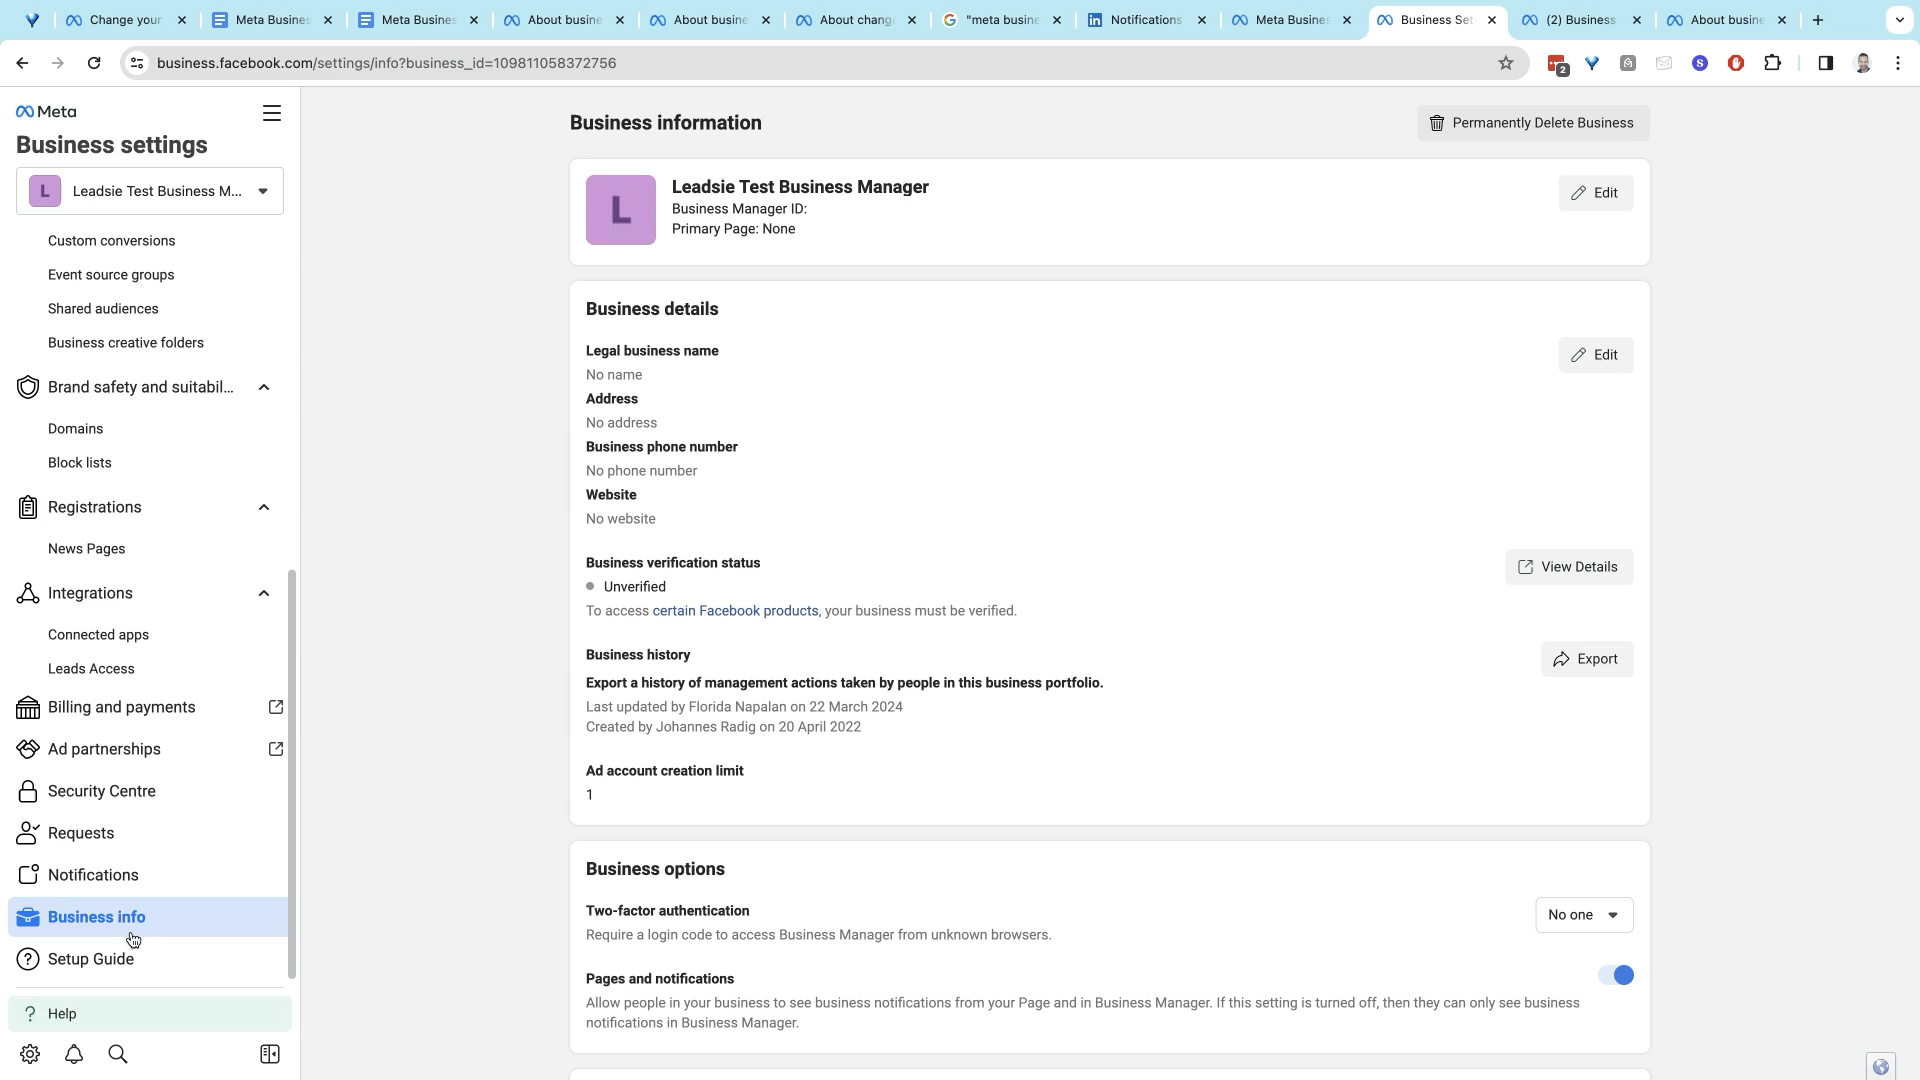 Change your
Meta Busines
Meta Busines
About busine
About busine
About chang
"meta busine
Notifications
Meta Busines
Business Set
(2) Business
About busine
business.facebook.com/settings/info?business_id=109811058372756
2
S
Meta
Business settings
L
Leadsie Test Business M...
Custom conversions
Event source groups
Shared audiences
Business creative folders
Brand safety and suitabil...
Domains
Block lists
Registrations
News Pages
Integrations
Connected apps
Leads Access
Billing and payments
Ad partnerships
Security Centre
Requests
Notifications
Business info
Setup Guide
Help
Business information
Permanently Delete Business
L
Leadsie Test Business Manager
Business Manager ID:
Primary Page: None
Edit
Business details
Legal business name
No name
Edit
Address
No address
Business phone number
No phone number
Website
No website
Business verification status
Unverified
To access certain Facebook products, your business must be verified.
View Details
Business history
Export a history of management actions taken by people in this business portfolio.
Last updated by Florida Napalan on 22 March 2024
Created by Johannes Radig on 20 April 2022
Export
Ad account creation limit
1
Business options
Two-factor authentication
Require a login code to access Business Manager from unknown browsers.
No one
Pages and notifications
Allow people in your business to see business notifications from your Page and in Business Manager. If this setting is turned off, then they can only see business
notifications in Business Manager.